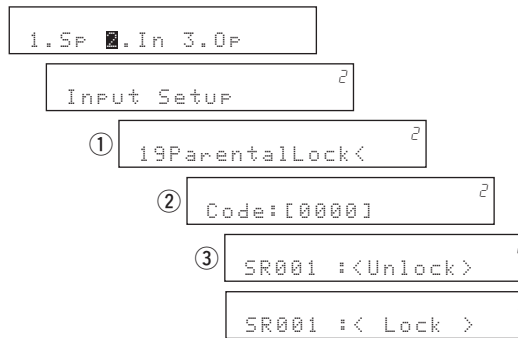 1.Sp 2.In 3.Op
2
Input Setup
① 2
19ParentalLock<
② 2
Code:[0000]
③
SR001 :<Unlock>
SR001 :< Lock >